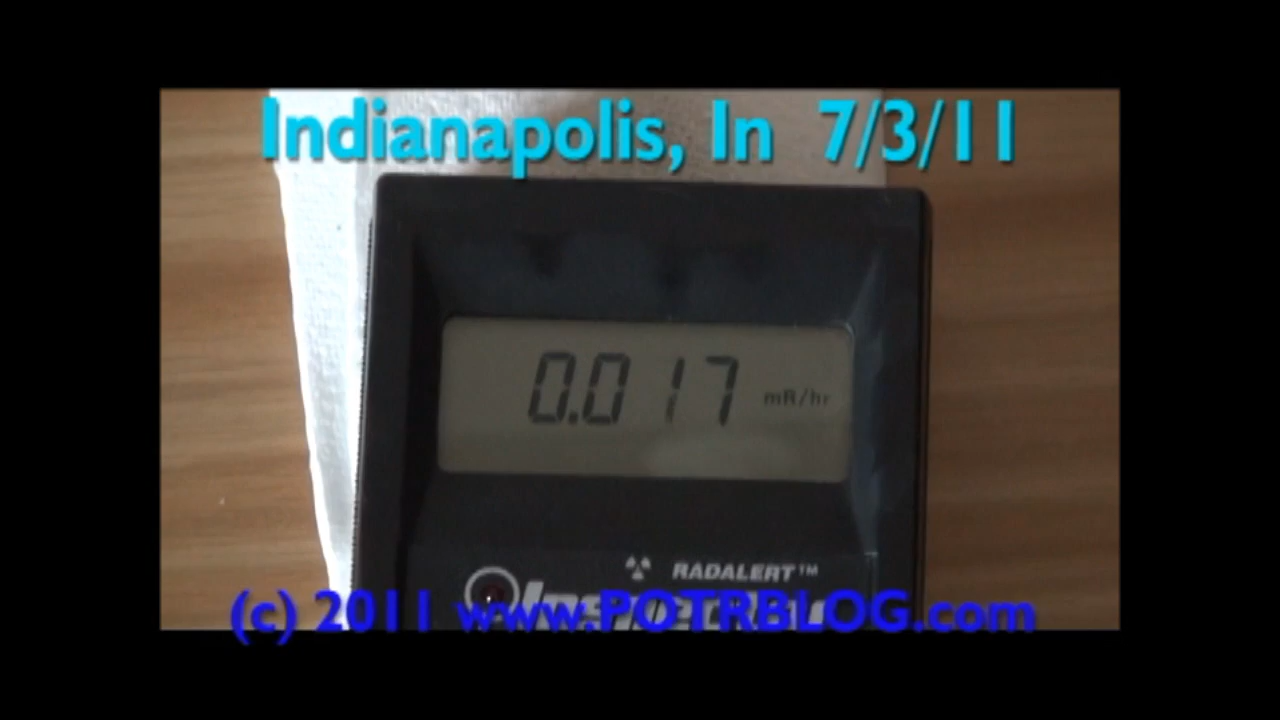 Indianapolis, In 7/3/11
0.017 mR/hr
RADALERT™
(c) 2011 www.POTRBLOG.com